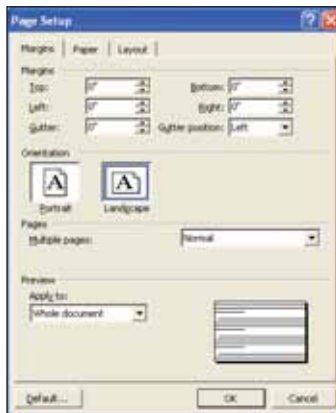 Page Setup
Margins Paper Layout
Margins
Top: 0" Bottom: 0"
Left: 0" Right: 0"
Gutter: 0" Gutter position: Left
Orientation
A A
Portrait Landscape
Pages
Multiple pages: Normal
Preview
Apply to:
Whole document
Default... OK Cancel